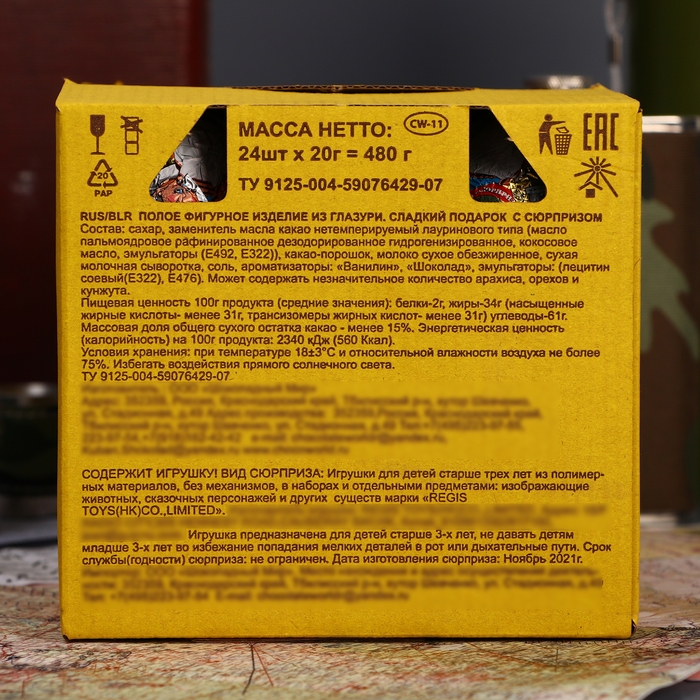 МАССА НЕТТО:
CW-11
24шт x 20г = 480 г
ТУ 9125-004-59076429-07
20
PAP
ЕАС
RUS/BLR ПОЛОЕ ФИГУРНОЕ ИЗДЕЛИЕ ИЗ ГЛАЗУРИ. СЛАДКИЙ ПОДАРОК С СЮРПРИЗОМ
Состав: сахар, заменитель масла какао нетемперируемый лауринового типа (масло
пальмоядровое рафинированное дезодорированное гидрогенизированное, кокосовое
масло, эмульгаторы (Е492, Е322)), какао-порошок, молоко сухое обезжиренное, сухая
молочная сыворотка, соль, ароматизаторы: «Ванилин», «Шоколад», эмульгаторы: (лецитин
соевый(Е322), Е476). Может содержать незначительное количество арахиса, орехов и
кунжута.
Пищевая ценность 100г продукта (средние значения): белки-2г, жиры-34г (насыщенные
жирные кислоты- менее 31г, трансизомеры жирных кислот- менее 31г) углеводы-61г.
Массовая доля общего сухого остатка какао - менее 15%. Энергетическая ценность
(калорийность) на 100г продукта: 2340 кДж (560 Ккал).
Условия хранения: при температуре 18±3°С и относительной влажности воздуха не более
75%. Избегать воздействия прямого солнечного света.
ТУ 9125-004-59076429-07
СОДЕРЖИТ ИГРУШКУ! ВИД СЮРПРИЗА: Игрушки для детей старше трех лет из полимер-
ных материалов, без механизмов, в наборах и отдельными предметами: изображающие
животных, сказочных персонажей и других существ марки «REGIS
TOYS(HK)CO.,LIMITED».
Игрушка предназначена для детей старше 3-х лет, не давать детям
младше 3-х лет во избежание попадания мелких деталей в рот или дыхательные пути. Срок
службы(годности) сюрприза: не ограничен. Дата изготовления сюрприза: Ноябрь 2021г.